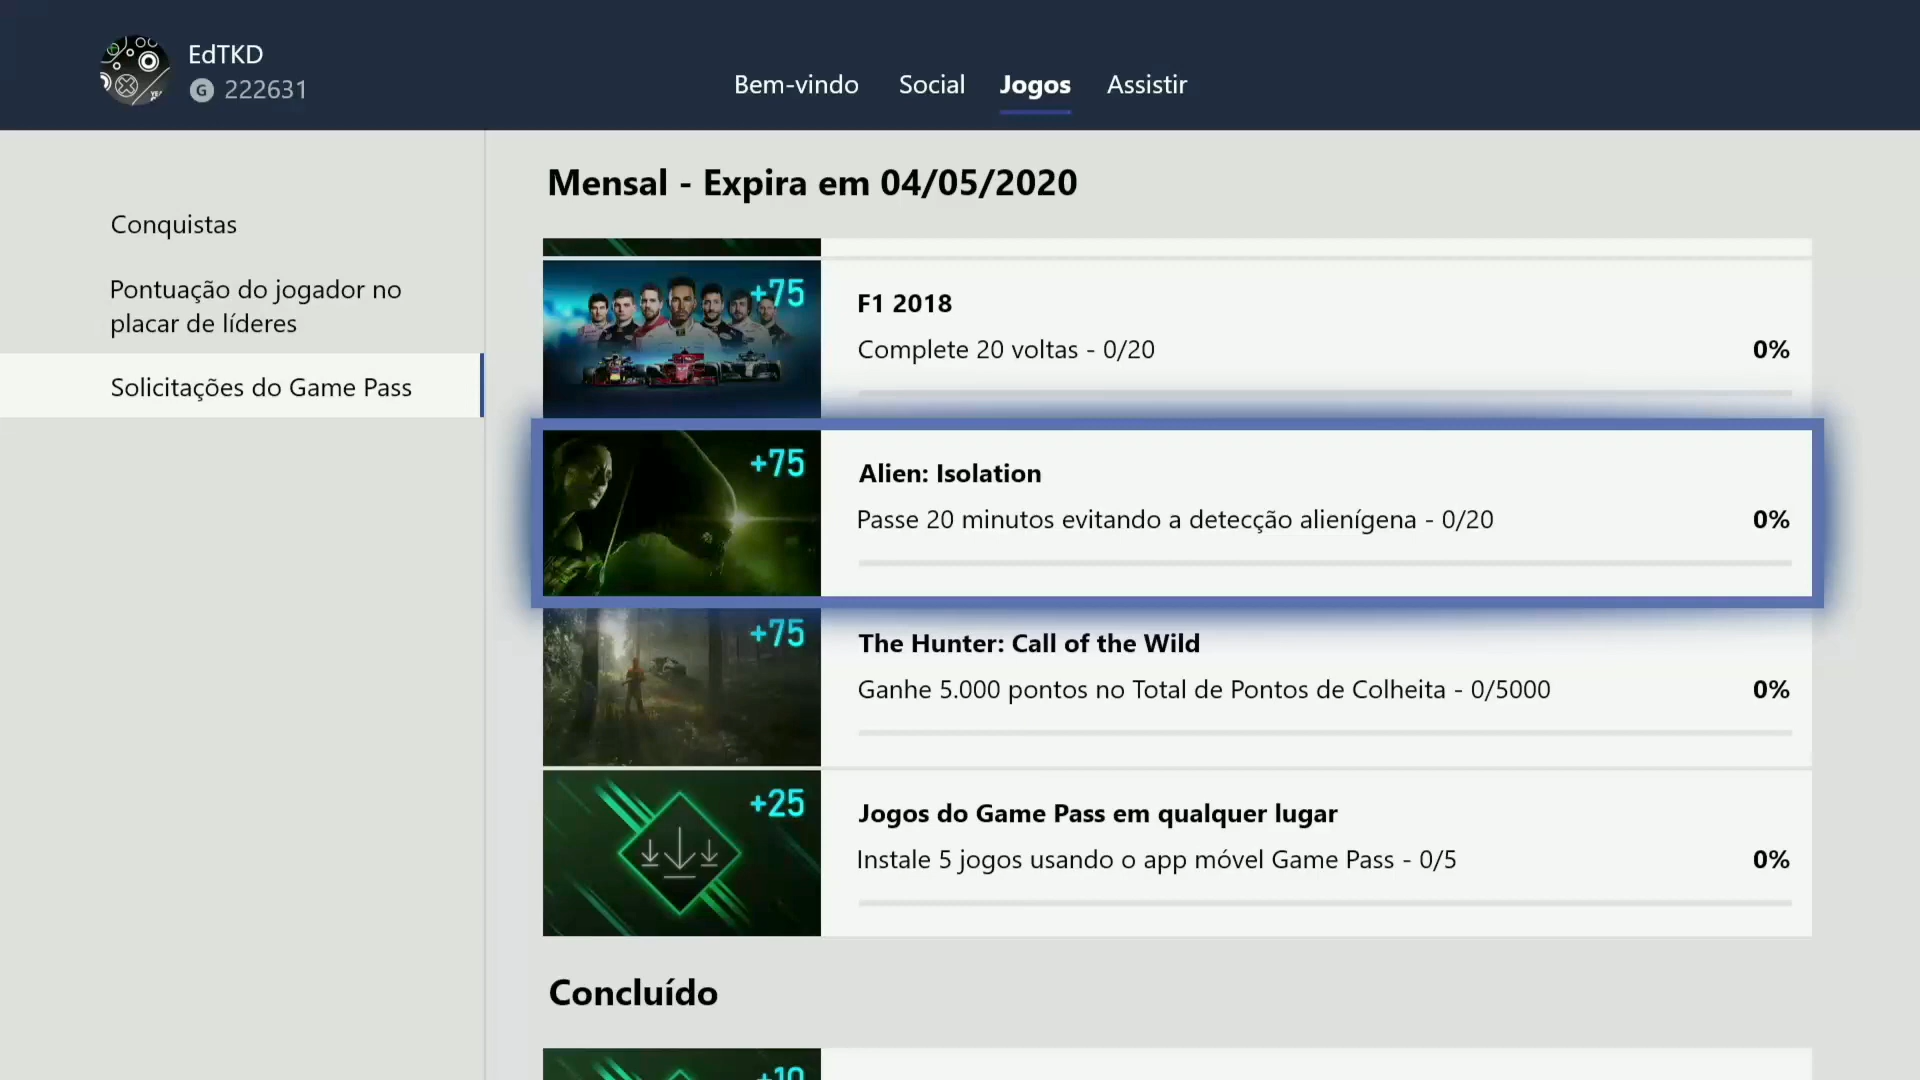 EdTKD
G 222631
Bem-vindo
Social
Jogos
Assistir
Conquistas
Pontuação do jogador no
placar de líderes
Solicitações do Game Pass
Mensal - Expira em 04/05/2020
+75
F1 2018
Complete 20 voltas - 0/20
0%
+75
Alien: Isolation
Passe 20 minutos evitando a detecção alienígena - 0/20
0%
+75
The Hunter: Call of the Wild
Ganhe 5.000 pontos no Total de Pontos de Colheita - 0/5000
0%
+25
Jogos do Game Pass em qualquer lugar
Instale 5 jogos usando o app móvel Game Pass - 0/5
0%
Concluído
+10